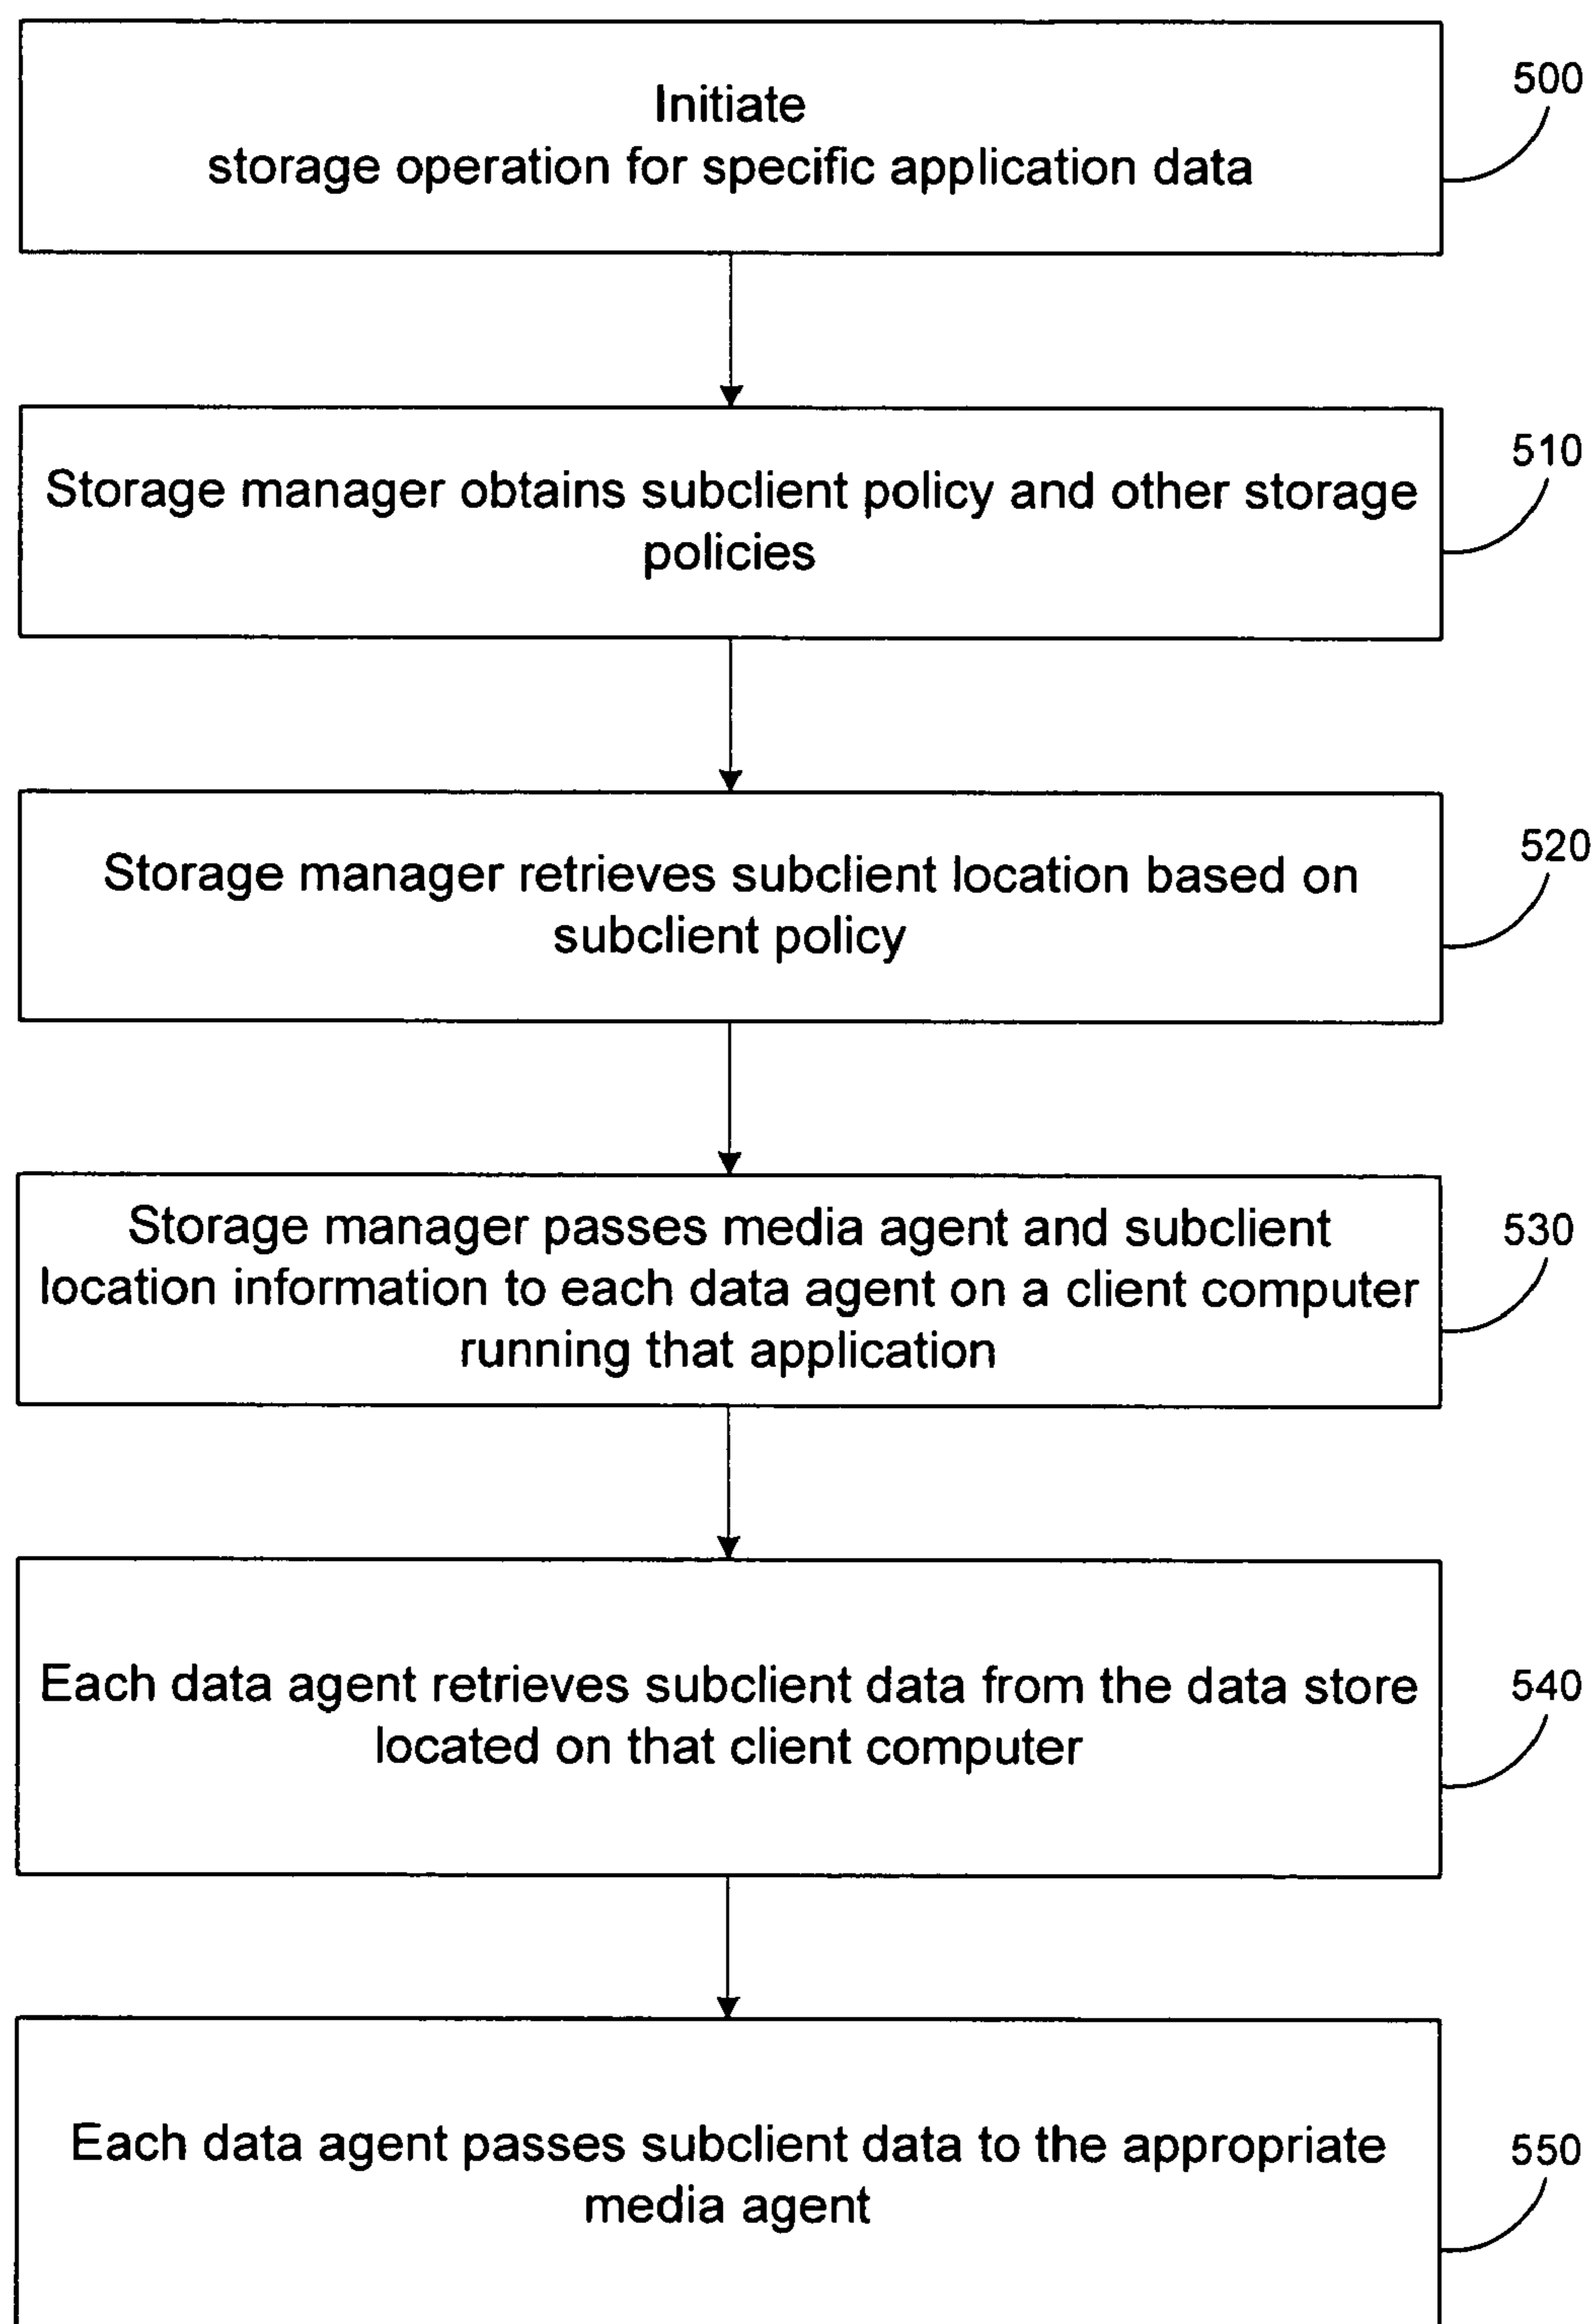 Initiate
storage operation for specific application data
500
Storage manager obtains subclient policy and other storage
policies
510
Storage manager retrieves subclient location based on
subclient policy
520
Storage manager passes media agent and subclient
location information to each data agent on a client computer
running that application
530
Each data agent retrieves subclient data from the data store
located on that client computer
540
Each data agent passes subclient data to the appropriate
media agent
550